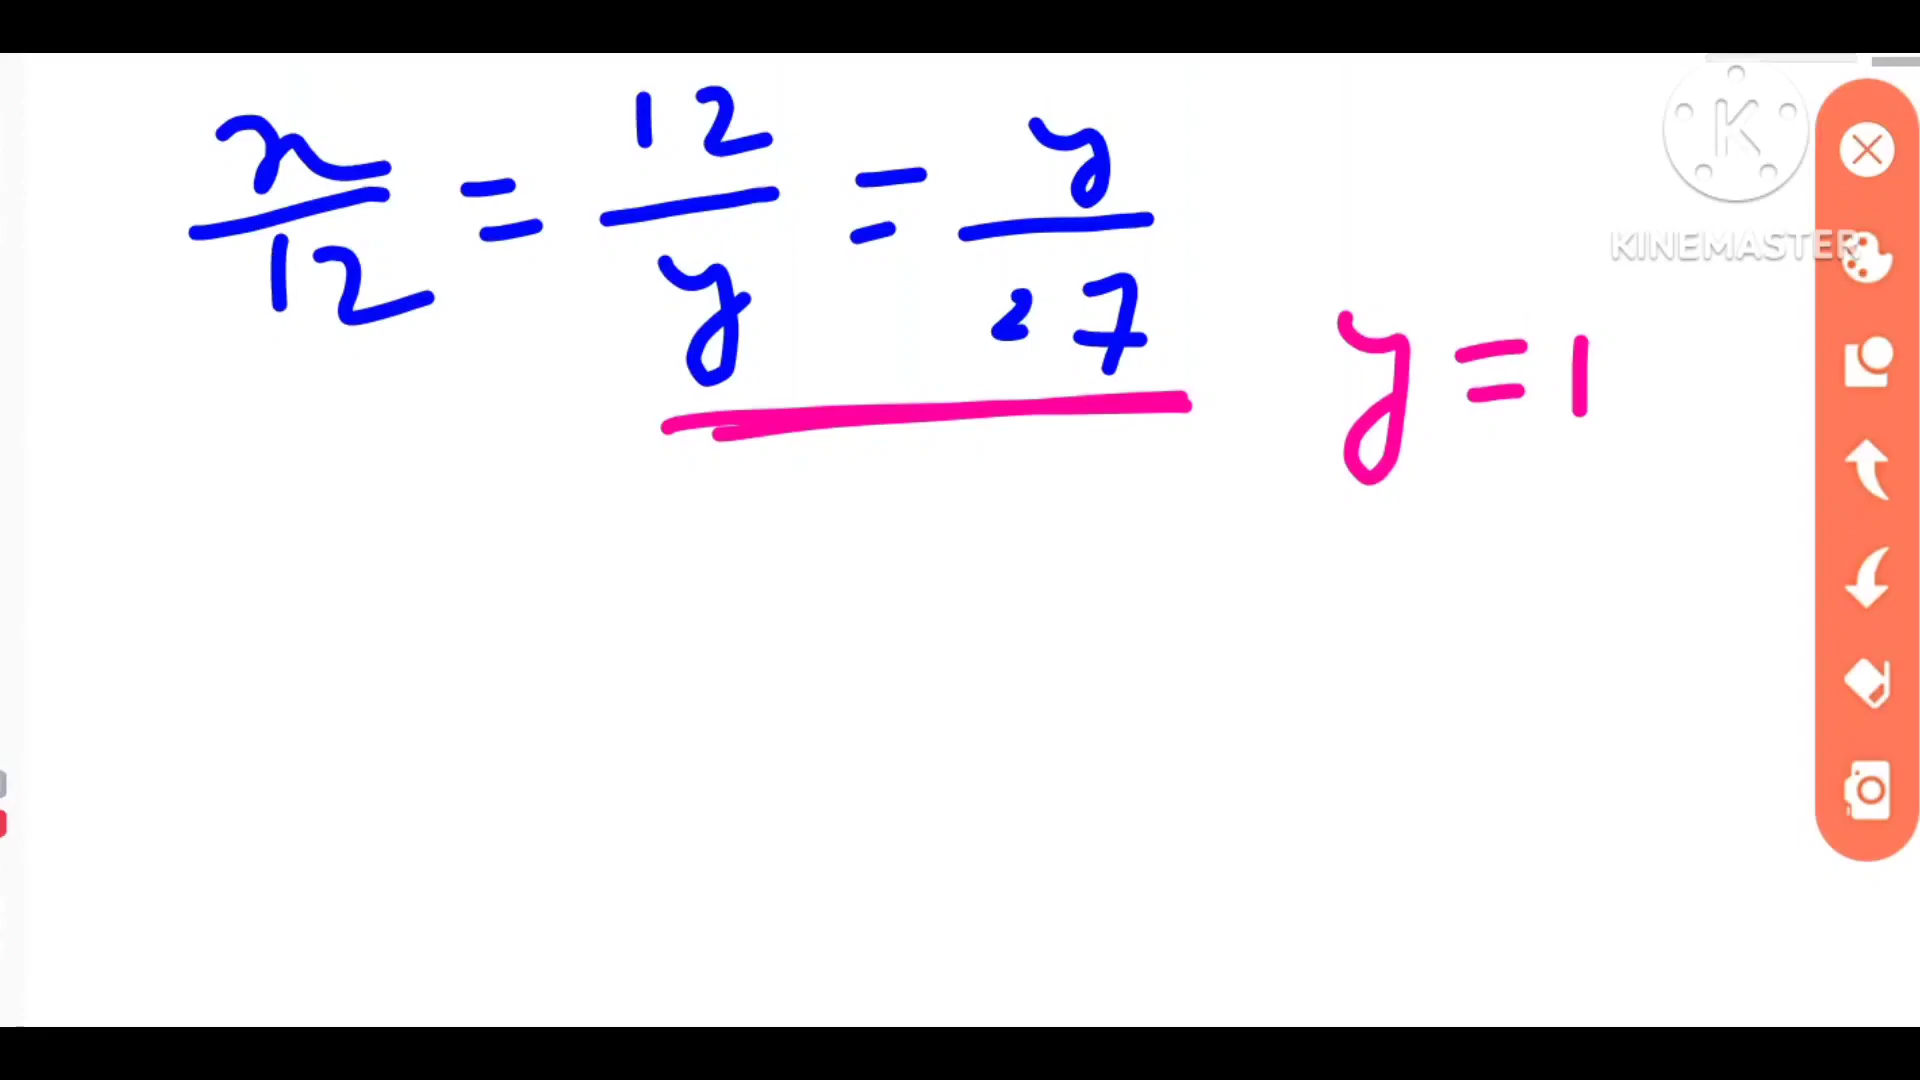 x/12 = 12/y = y/27
y = 1
KINEMASTER